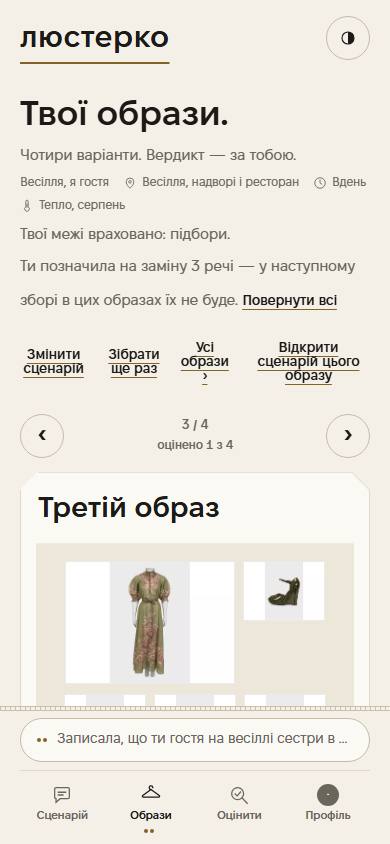 люстерко
Твої образи.
Чотири варіанти. Вердикт — за тобою.
Весілля, я гостя Весілля, надворі і ресторан Вдень
Тепло, серпень
Твої межі враховано: підбори.
Ти позначила на заміну 3 речі — у наступному
зборі в цих образах їх не буде. Повернути всі
Змінити сценарій
Зібрати ще раз
Усі образи ›
Відкрити сценарій цього образу
‹
3 / 4
оцінено 1 з 4
›
Третій образ
Записала, що ти гостя на весіллі сестри в ...
Сценарій Образи Оцінити Профіль